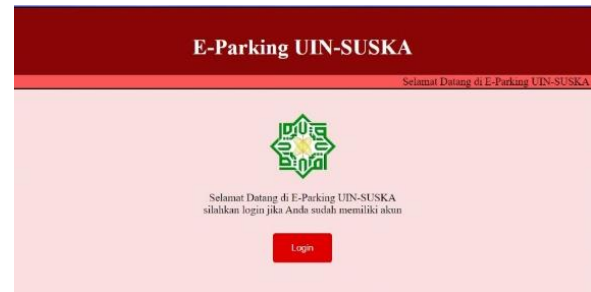 E-Parking UIN-SUSKA
Selamat Datang di E-Parking UIN-SUSKA
Selamat Datang di E-Parking UIN-SUSKA
silahkan login jika Anda sudah memiliki akun
Login